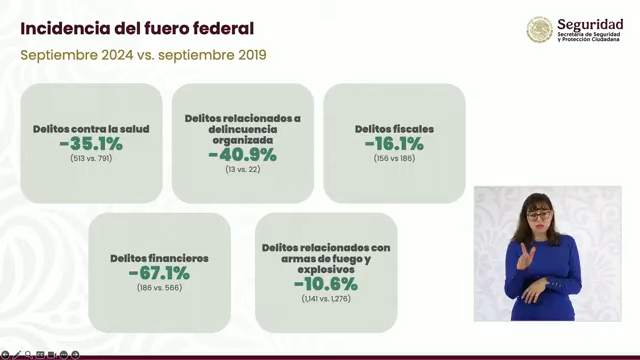 Incidencia del fuero federal
Septiembre 2024 vs. septiembre 2019
Seguridad
Secretaría de Seguridad
y Protección Ciudadana
Delitos contra la salud
-35.1%
(513 vs. 791)
Delitos relacionados a
delincuencia
organizada
-40.9%
(13 vs. 22)
Delitos fiscales
-16.1%
(156 vs 186)
Delitos financieros
-67.1%
(186 vs. 566)
Delitos relacionados con
armas de fuego y
explosivos
-10.6%
(1,141 vs. 1,276)